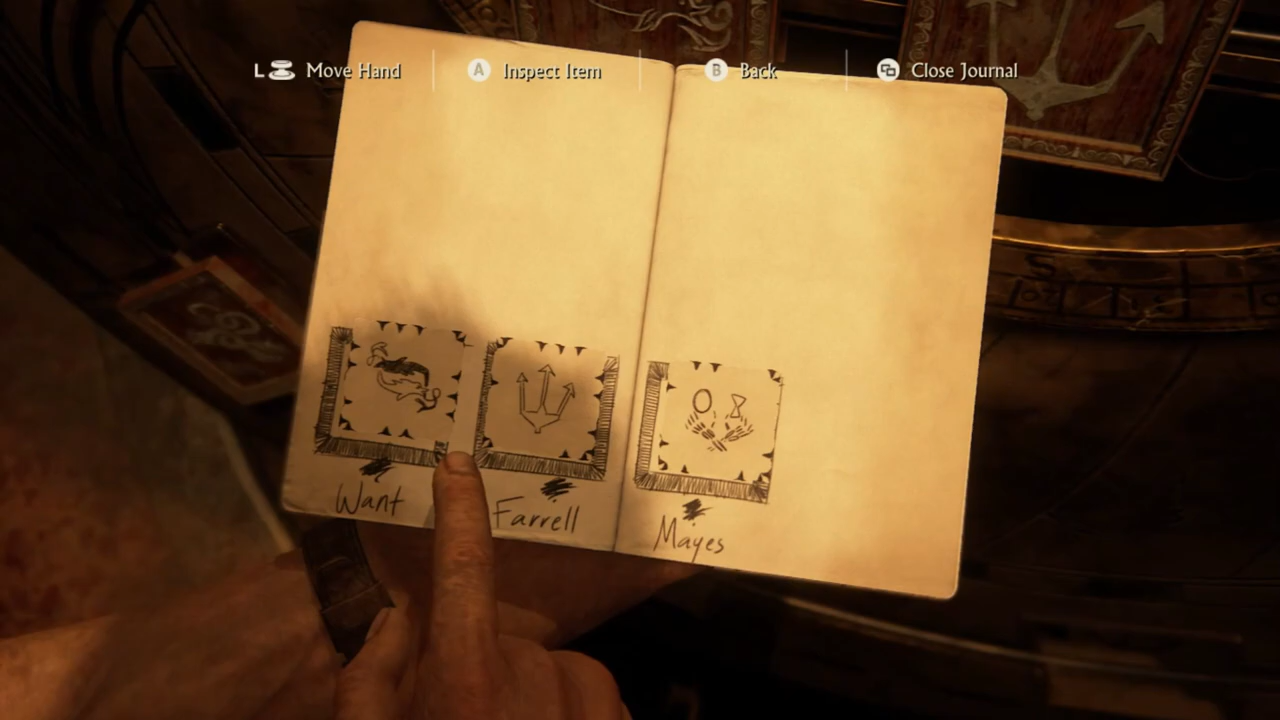 L Move Hand
A Inspect Item
B Back
Close Journal
Want
Farrell
Mayes